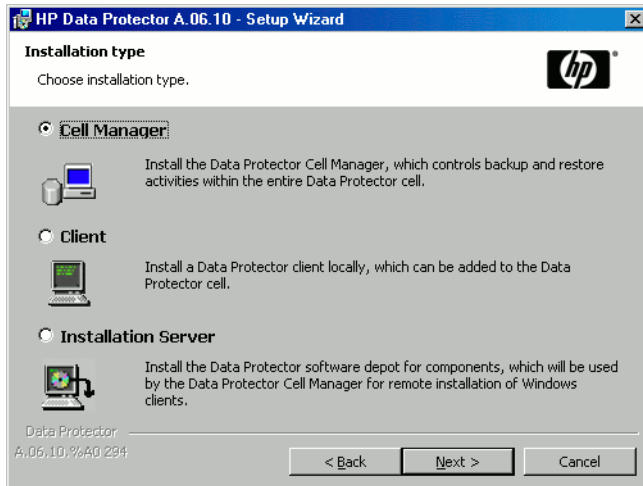 HP Data Protector A.06.10 - Setup Wizard
Installation type
Choose installation type.
hp
Cell Manager
Install the Data Protector Cell Manager, which controls backup and restore
activities within the entire Data Protector cell.
Client
Install a Data Protector client locally, which can be added to the Data
Protector cell.
Installation Server
Install the Data Protector software depot for components, which will be used
by the Data Protector Cell Manager for remote installation of Windows
clients.
Data Protector
A.06.10.%A0 294
< Back Next > Cancel